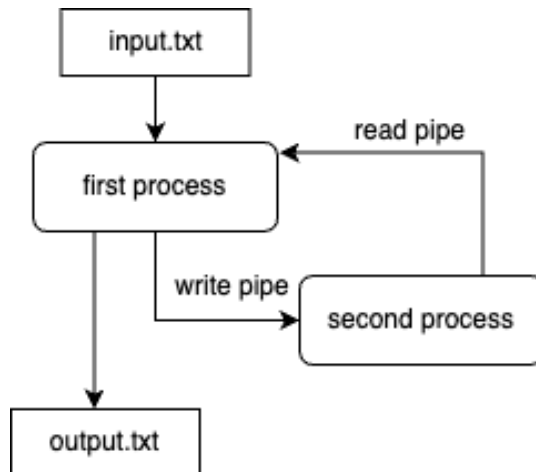 input.txt
read pipe
first process
write pipe
second process
output.txt